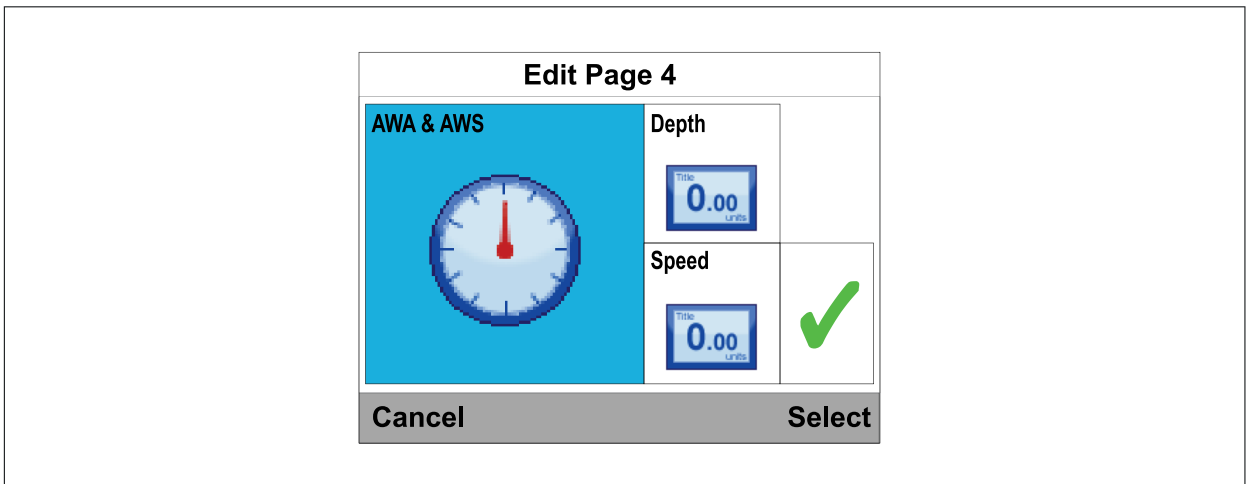 Edit Page 4
AWA & AWS
Depth
Title
0.00
units
Speed
Title
0.00
units
Cancel
Select